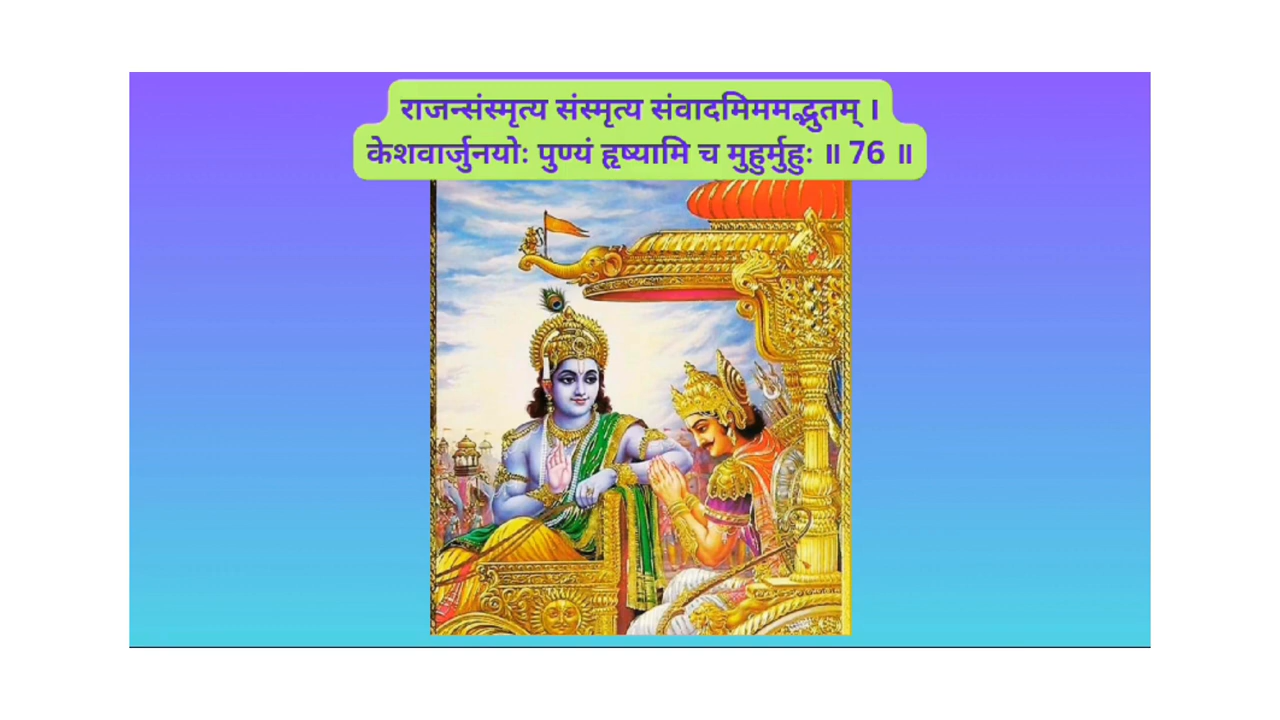 राजन्संस्मृत्य संस्मृत्य संवादमिममद्भुतम् ।
केशवार्जुनयोः पुण्यं हृष्यामि च मुहुर्मुहुः ॥ 76 ॥